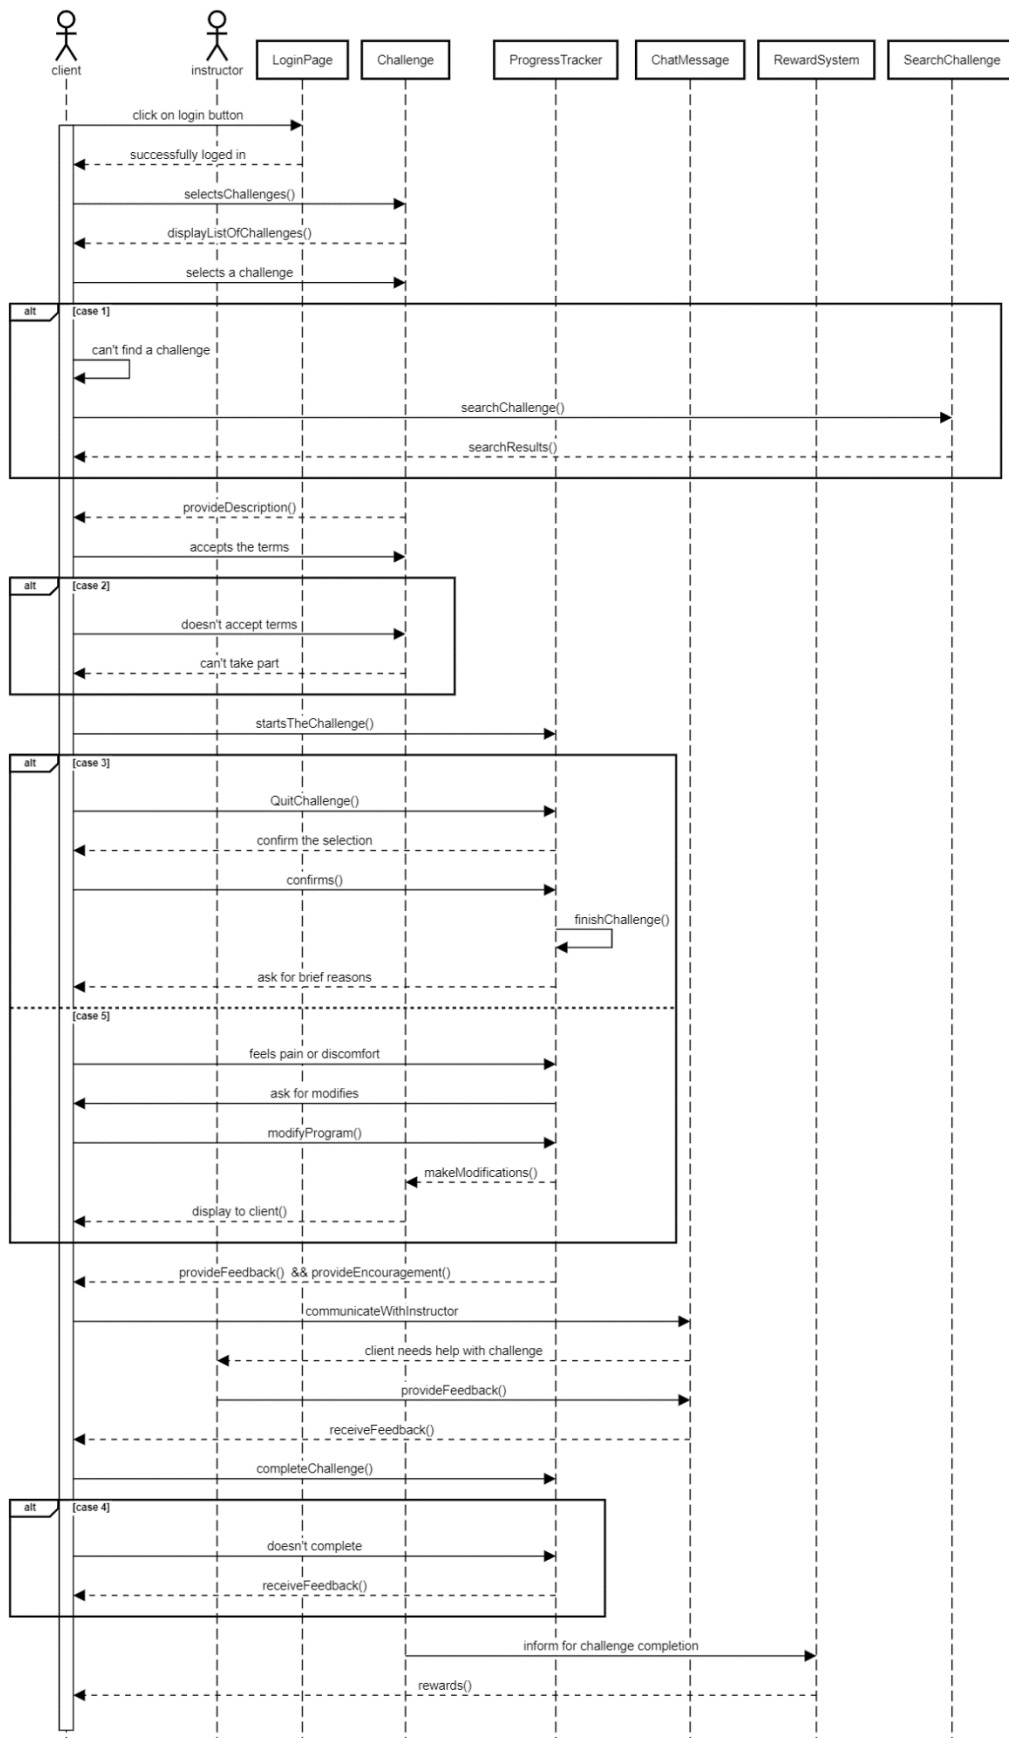 client
instructor
LoginPage
Challenge
ProgressTracker
ChatMessage
RewardSystem
SearchChallenge
click on login button
successfully loged in
selectsChallenges()
displayListOfChallenges()
selects a challenge
alt
[case 1]
can't find a challenge
searchChallenge()
searchResults()
provideDescription()
accepts the terms
alt
[case 2]
doesn't accept terms
can't take part
startsTheChallenge()
alt
[case 3]
QuitChallenge()
confirm the selection
confirms()
finishChallenge()
ask for brief reasons
[case 5]
feels pain or discomfort
ask for modifies
modifyProgram()
makeModifications()
display to client()
provideFeedback() && provideEncouragement()
communicateWithInstructor
client needs help with challenge
provideFeedback()
receiveFeedback()
completeChallenge()
alt
[case 4]
doesn't complete
receiveFeedback()
inform for challenge completion
rewards()